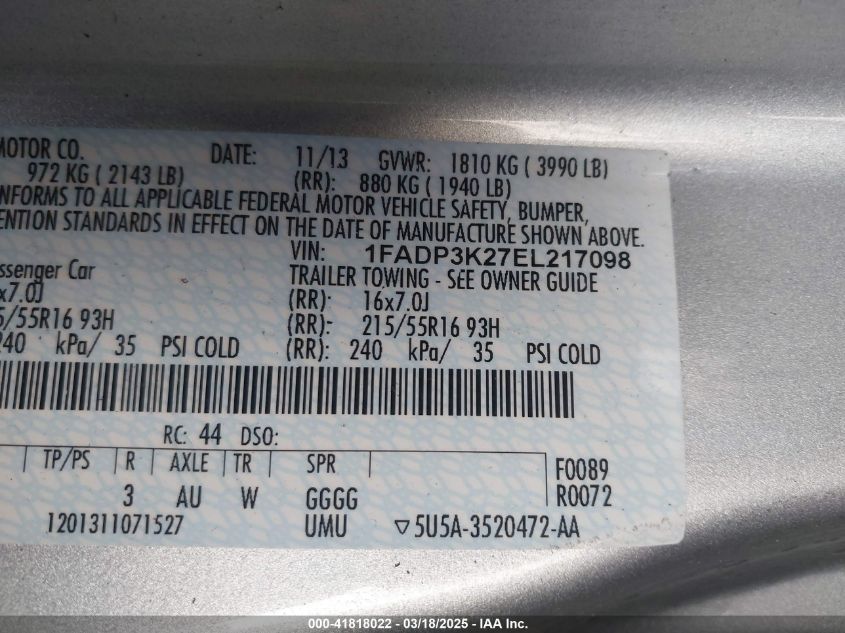 MOTOR CO. DATE: 11/13 GVWR: 1810 KG ( 3990 LB)
972 KG ( 2143 LB) (RR): 880 KG ( 1940 LB)
NFORMS TO ALL APPLICABLE FEDERAL MOTOR VEHICLE SAFETY, BUMPER,
ENTION STANDARDS IN EFFECT ON THE DATE OF MANUFACTURE SHOWN ABOVE.
VIN: 1FADP3K27EL217098
ssenger Car TRAILER TOWING - SEE OWNER GUIDE
x7.0J (RR): 16x7.0J
5/55R16 93H (RR): 215/55R16 93H
240 kPa/ 35 PSI COLD (RR): 240 kPa/ 35 PSI COLD
RC: 44 DSO:
TP/PS R AXLE TR SPR F0089
3 AU W GGGG R0072
1201311071527 UMU ▽5U5A-3520472-AA
000-41818022 - 03/18/2025 - IAA Inc.